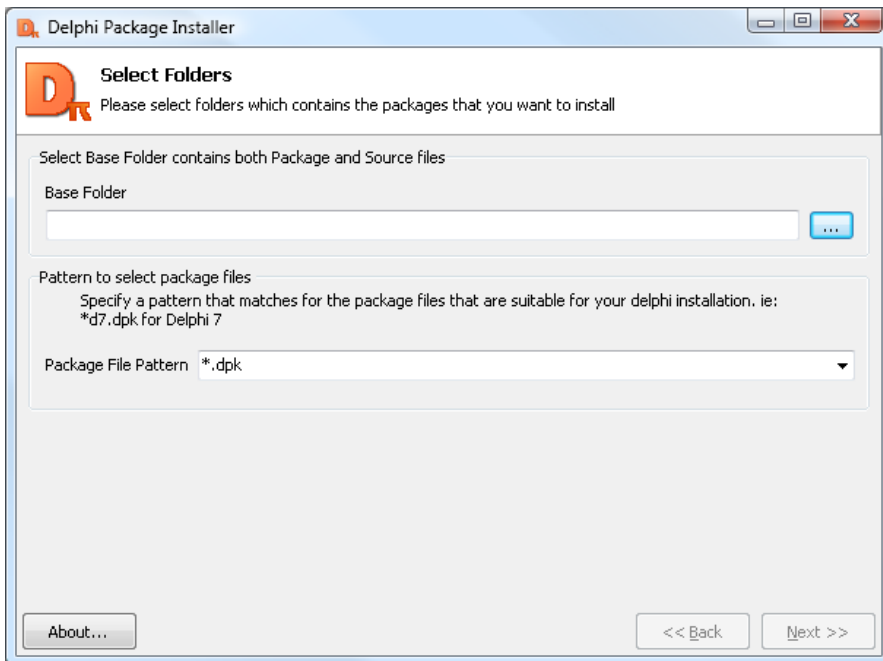 Delphi Package Installer
Select Folders
Please select folders which contains the packages that you want to install
Select Base Folder contains both Package and Source files
Base Folder
...
Pattern to select package files
Specify a pattern that matches for the package files that are suitable for your delphi installation. ie:
*d7.dpk for Delphi 7
Package File Pattern *.dpk
About... << Back Next >>